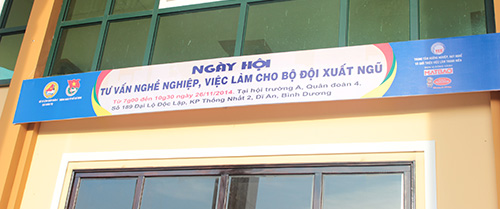 NGÀY HỘI
TƯ VẤN NGHỀ NGHIỆP, VIỆC LÀM CHO BỘ ĐỘI XUẤT NGŨ
Từ 7g00 đến 10g30 ngày 26/11/2014. Tại hội trường A, Quân đoàn 4.
Số 189 Đại Lộ Độc Lập, KP Thống Nhất 2, Dĩ An, Bình Dương